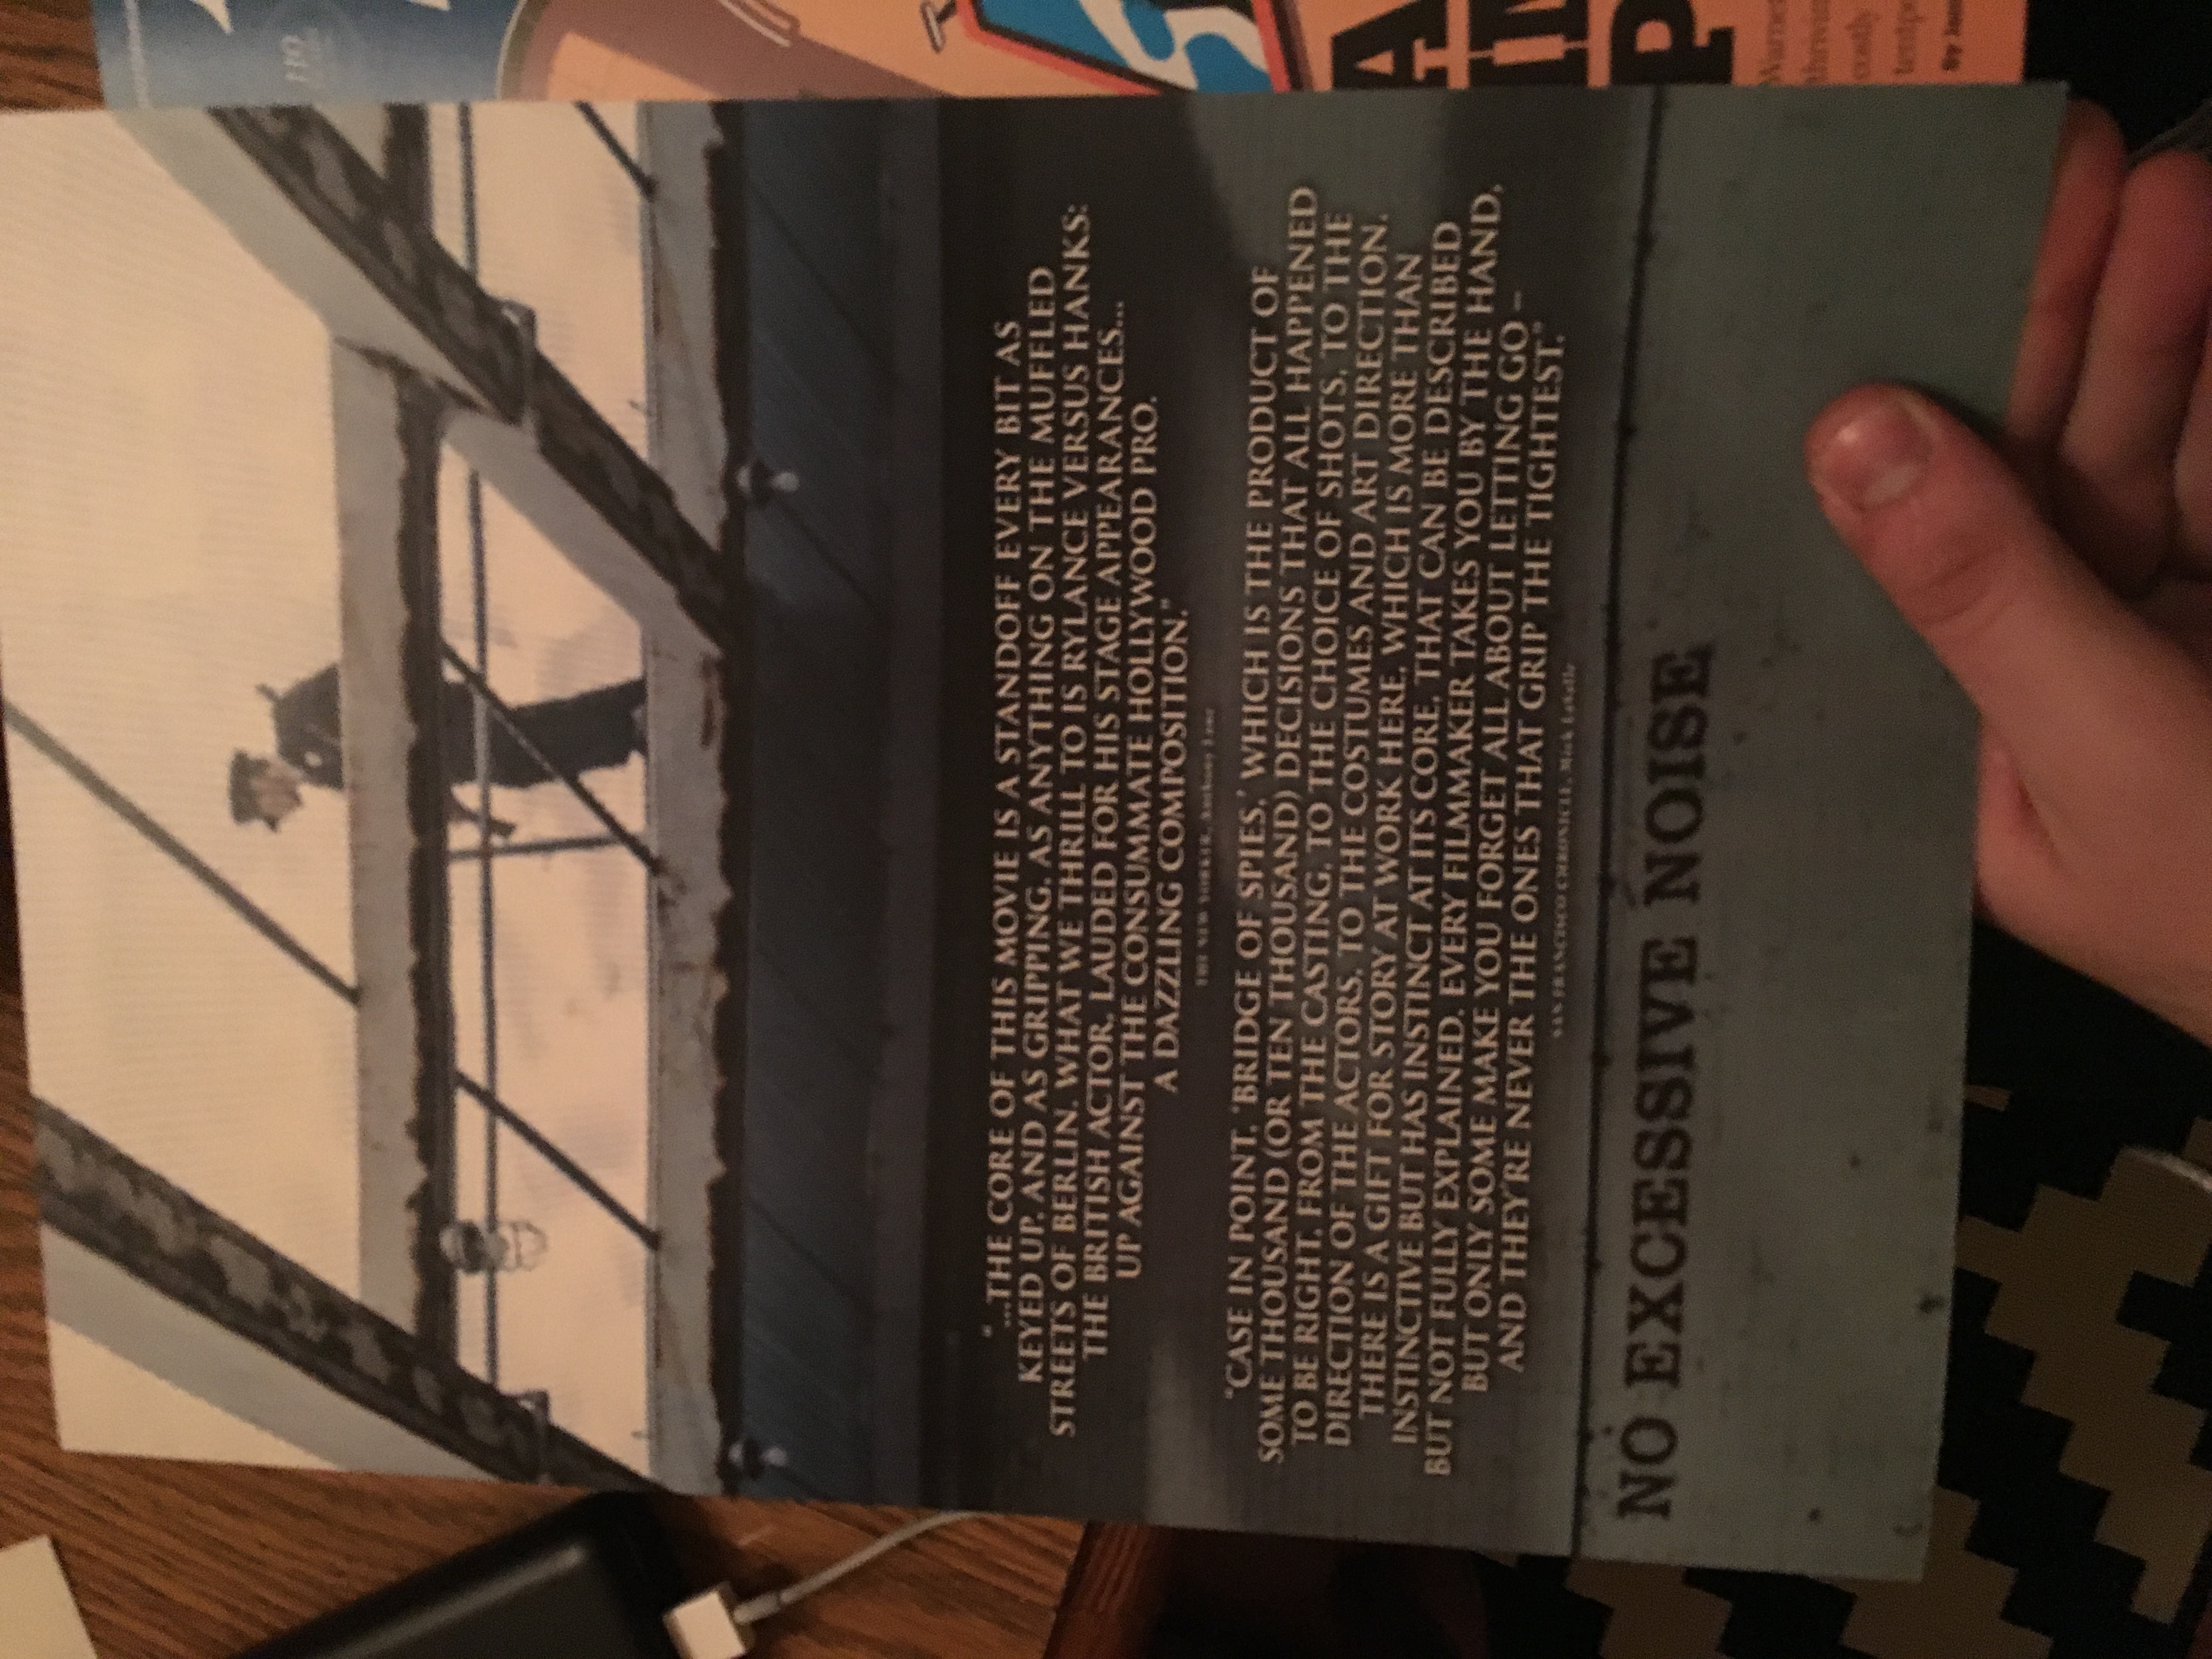 "...THE CORE OF THIS MOVIE IS A STANDOFF EVERY BIT AS
KEYED UP, AND AS GRIPPING, AS ANYTHING ON THE MUFFLED
STREETS OF BERLIN. WHAT WE THRILL TO IS RYLANCE VERSUS HANKS:
THE BRITISH ACTOR, LAUDED FOR HIS STAGE APPEARANCES...
UP AGAINST THE CONSUMMATE HOLLYWOOD PRO.
A DAZZLING COMPOSITION."
THE NEW YORKER, Anthony Lane
"CASE IN POINT, 'BRIDGE OF SPIES,' WHICH IS THE PRODUCT OF
SOME THOUSAND (OR TEN THOUSAND) DECISIONS THAT ALL HAPPENED
TO BE RIGHT, FROM THE CASTING, TO THE CHOICE OF SHOTS, TO THE
DIRECTION OF THE ACTORS, TO THE COSTUMES AND ART DIRECTION.
THERE IS A GIFT FOR STORY AT WORK HERE, WHICH IS MORE THAN
INSTINCTIVE BUT HAS INSTINCT AT ITS CORE, THAT CAN BE DESCRIBED
BUT NOT FULLY EXPLAINED. EVERY FILMMAKER TAKES YOU BY THE HAND,
BUT ONLY SOME MAKE YOU FORGET ALL ABOUT LETTING GO –
AND THEY'RE NEVER THE ONES THAT GRIP THE TIGHTEST."
SAN FRANCISCO CHRONICLE, Mick LaSalle
NO EXCESSIVE NOISE
A
P
thrivin
costly
tentp
By